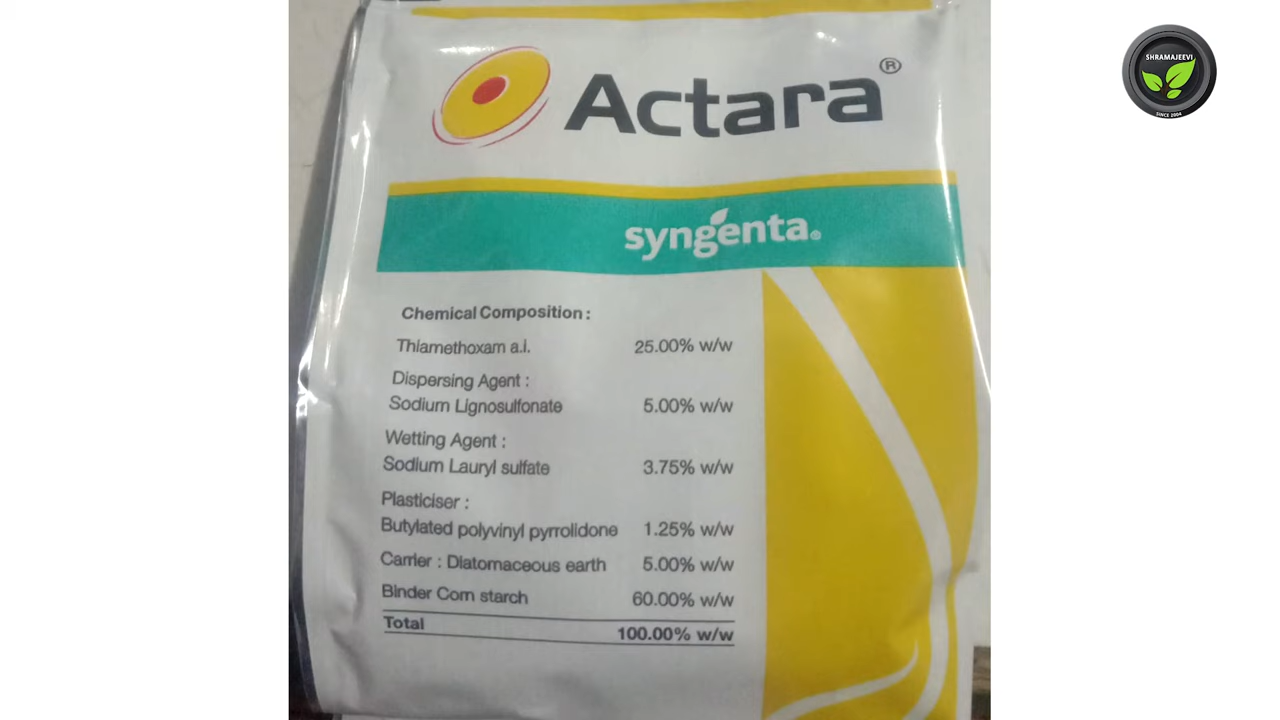 SHRAMAJEEVI
SINCE 2004
Actara®
syngenta®
Chemical Composition :
Thiamethoxam a.i. 25.00% w/w
Dispersing Agent :
Sodium Lignosulfonate 5.00% w/w
Wetting Agent :
Sodium Lauryl sulfate 3.75% w/w
Plasticiser :
Butylated polyvinyl pyrrolidone 1.25% w/w
Carrier : Diatomaceous earth 5.00% w/w
Binder Corn starch 60.00% w/w
Total 100.00% w/w